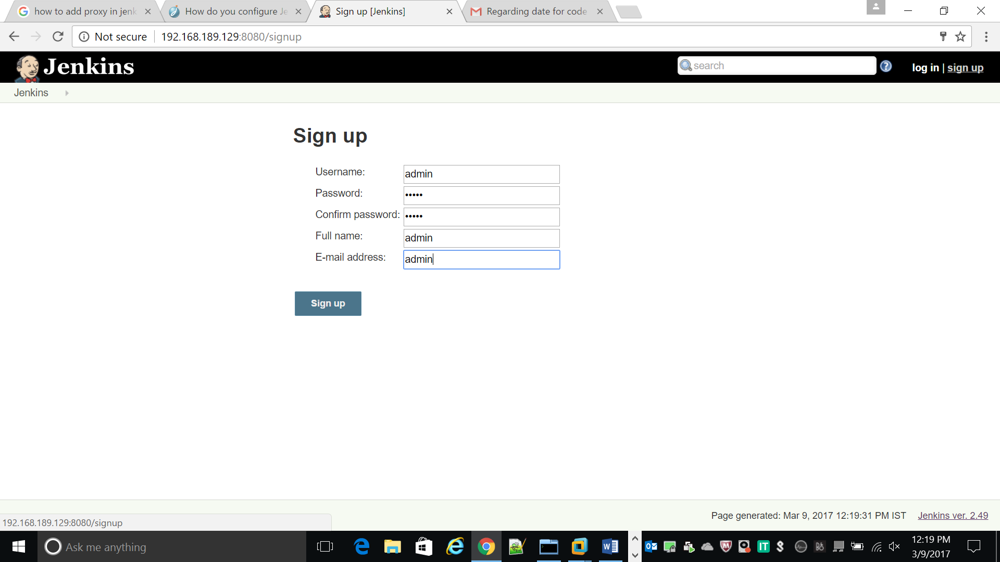 how to add proxy in jenk
How do you configure Je
Sign up [Jenkins]
Regarding date for code
Not secure
192.168.189.129:8080/signup
Jenkins
search
log in | sign up
Jenkins
Sign up
Username:
admin
Password:
•••••
Confirm password:
•••••
Full name:
admin
E-mail address:
admin
Sign up
Page generated: Mar 9, 2017 12:19:31 PM IST
Jenkins ver. 2.49
192.168.189.129:8080/signup
Ask me anything
IT
12:19 PM
3/9/2017